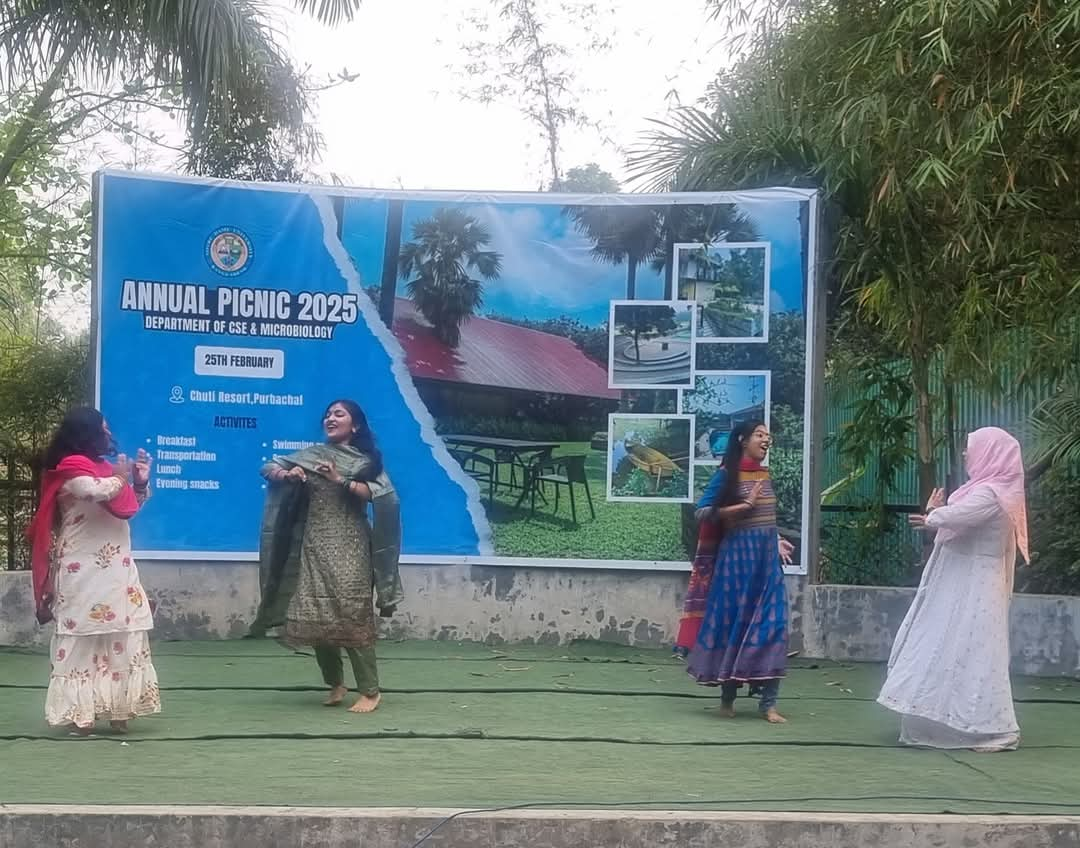 ANNUAL PICNIC 2025
DEPARTMENT OF CSE & MICROBIOLOGY
25TH FEBRUARY
Chuti Resort,Purbachal
ACTIVITES
• Breakfast
• Transportation
• Lunch
• Evening snacks
• Swimming